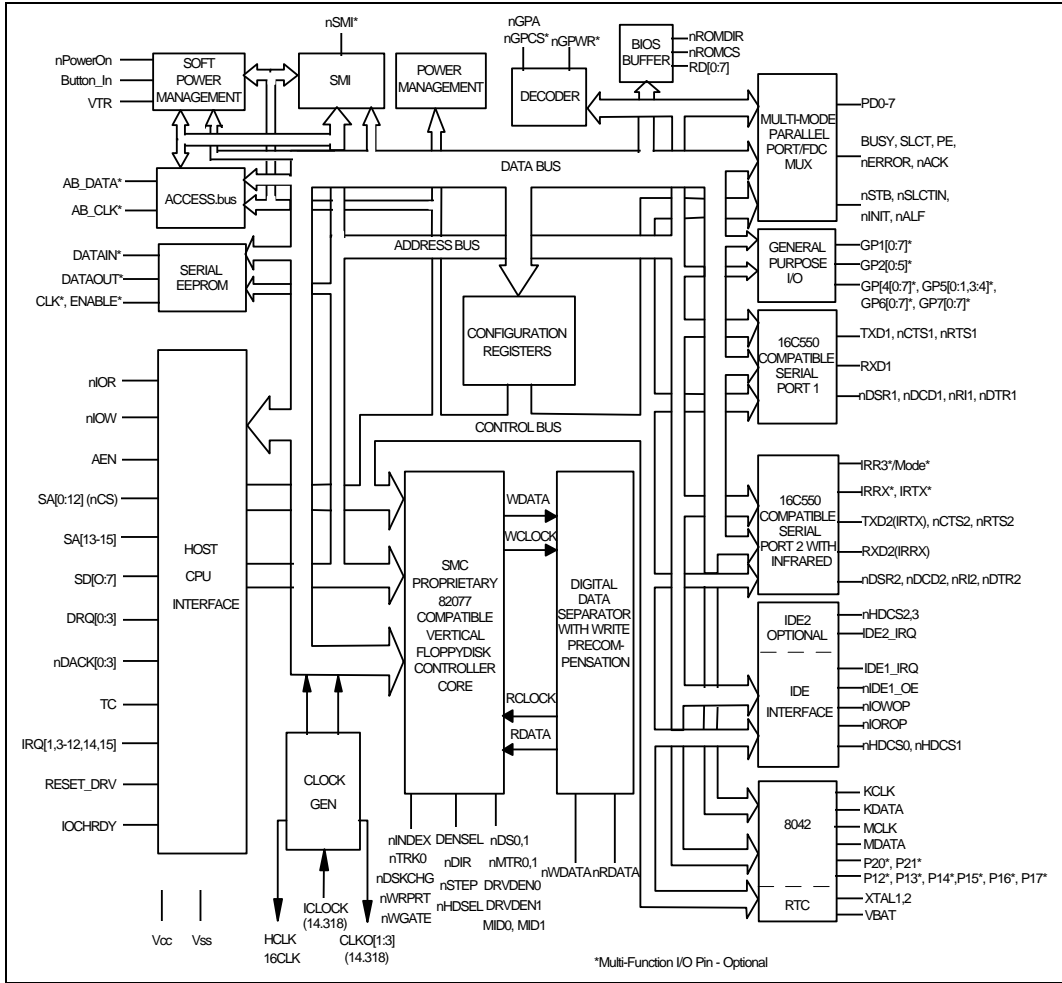 nSMI*
nGPA
nGPCS*
nGPWR*
nROMDIR
nROMCS
RD[0:7]
BIOS
BUFFER
nPowerOn
Button_In
VTR
SOFT
POWER
MANAGEMENT
SMI
POWER
MANAGEMENT
DECODER
MULTI-MODE
PARALLEL
PORT/FDC
MUX
PD0-7
BUSY, SLCT, PE,
nERROR, nACK
nSTB, nSLCTIN,
nINIT, nALF
DATA BUS
AB_DATA*
AB_CLK*
ACCESS.bus
ADDRESS BUS
DATAIN*
DATAOUT*
CLK*, ENABLE*
SERIAL
EEPROM
GENERAL
PURPOSE
I/O
GP1[0:7]*
GP2[0:5]*
GP[4[0:7]*, GP5[0:1,3:4]*,
GP6[0:7]*, GP7[0:7]*
CONFIGURATION
REGISTERS
16C550
COMPATIBLE
SERIAL
PORT 1
TXD1, nCTS1, nRTS1
RXD1
nDSR1, nDCD1, nRI1, nDTR1
CONTROL BUS
nIOR
nIOW
AEN
SA[0:12] (nCS)
SA[13-15]
SD[O:7]
DRQ[0:3]
nDACK[0:3]
TC
IRQ[1,3-12,14,15]
RESET_DRV
IOCHRDY
HOST
CPU
INTERFACE
SMC
PROPRIETARY
82077
COMPATIBLE
VERTICAL
FLOPPYDISK
CONTROLLER
CORE
WDATA
WCLOCK
RCLOCK
RDATA
DIGITAL
DATA
SEPARATOR
WITH WRITE
PRECOM-
PENSATION
16C550
COMPATIBLE
SERIAL
PORT 2 WITH
INFRARED
IRR3*/Mode*
IRRX*, IRTX*
TXD2(IRTX), nCTS2, nRTS2
RXD2(IRRX)
nDSR2, nDCD2, nRI2, nDTR2
IDE2
OPTIONAL
IDE
INTERFACE
nHDCS2,3
IDE2_IRQ
IDE1_IRQ
nIDE1_OE
nIOWOP
nIOROP
nHDCS0, nHDCS1
CLOCK
GEN
8042
RTC
KCLK
KDATA
MCLK
MDATA
P20*, P21*
P12*, P13*, P14*,P15*, P16*, P17*
XTAL1,2
VBAT
nINDEX
nTRK0
nDSKCHG
nWRPRT
nWGATE
DENSEL
nDIR
nSTEP
nHDSEL
nDS0,1
nMTR0,1
DRVDEN0
DRVDEN1
MID0, MID1
nWDATA
nRDATA
Vcc
Vss
HCLK
16CLK
ICLOCK
(14.318)
CLKO[1:3]
(14.318)
*Multi-Function I/O Pin - Optional